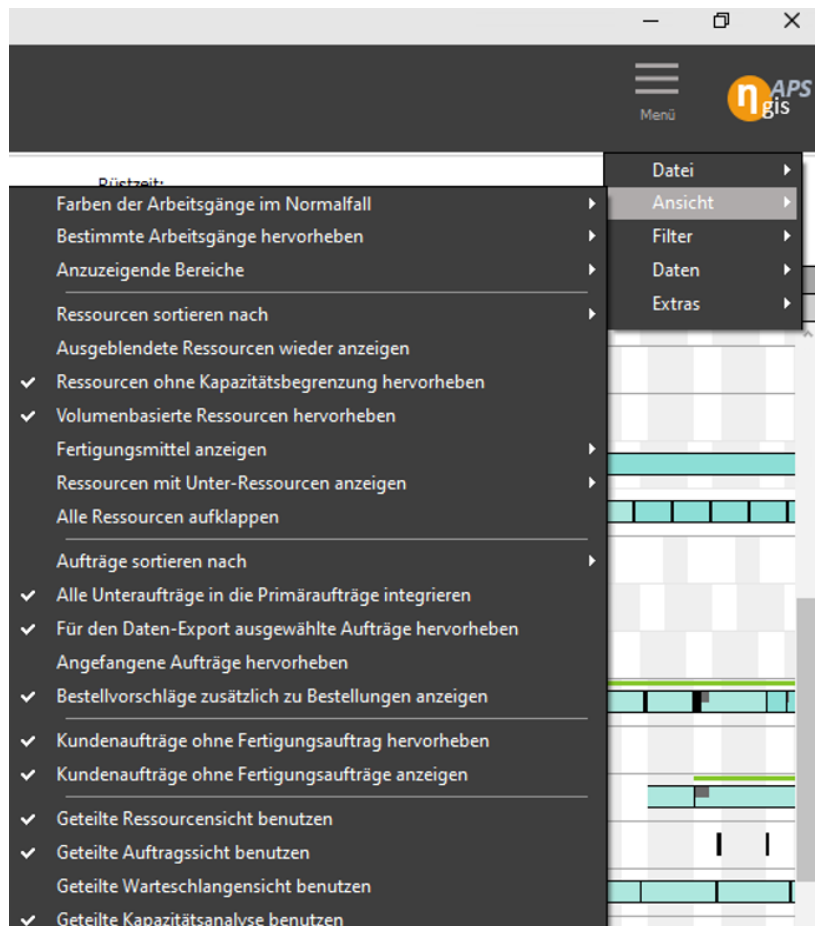 Menü
η APS
gis
Rüstzeit:
Datei
Ansicht
Filter
Daten
Extras
Farben der Arbeitsgänge im Normalfall
Bestimmte Arbeitsgänge hervorheben
Anzuzeigende Bereiche
Ressourcen sortieren nach
Ausgeblendete Ressourcen wieder anzeigen
Ressourcen ohne Kapazitätsbegrenzung hervorheben
Volumenbasierte Ressourcen hervorheben
Fertigungsmittel anzeigen
Ressourcen mit Unter-Ressourcen anzeigen
Alle Ressourcen aufklappen
Aufträge sortieren nach
Alle Unteraufträge in die Primäraufträge integrieren
Für den Daten-Export ausgewählte Aufträge hervorheben
Angefangene Aufträge hervorheben
Bestellvorschläge zusätzlich zu Bestellungen anzeigen
Kundenaufträge ohne Fertigungsauftrag hervorheben
Kundenaufträge ohne Fertigungsaufträge anzeigen
Geteilte Ressourcensicht benutzen
Geteilte Auftragssicht benutzen
Geteilte Warteschlangensicht benutzen
Geteilte Kapazitätsanalyse benutzen